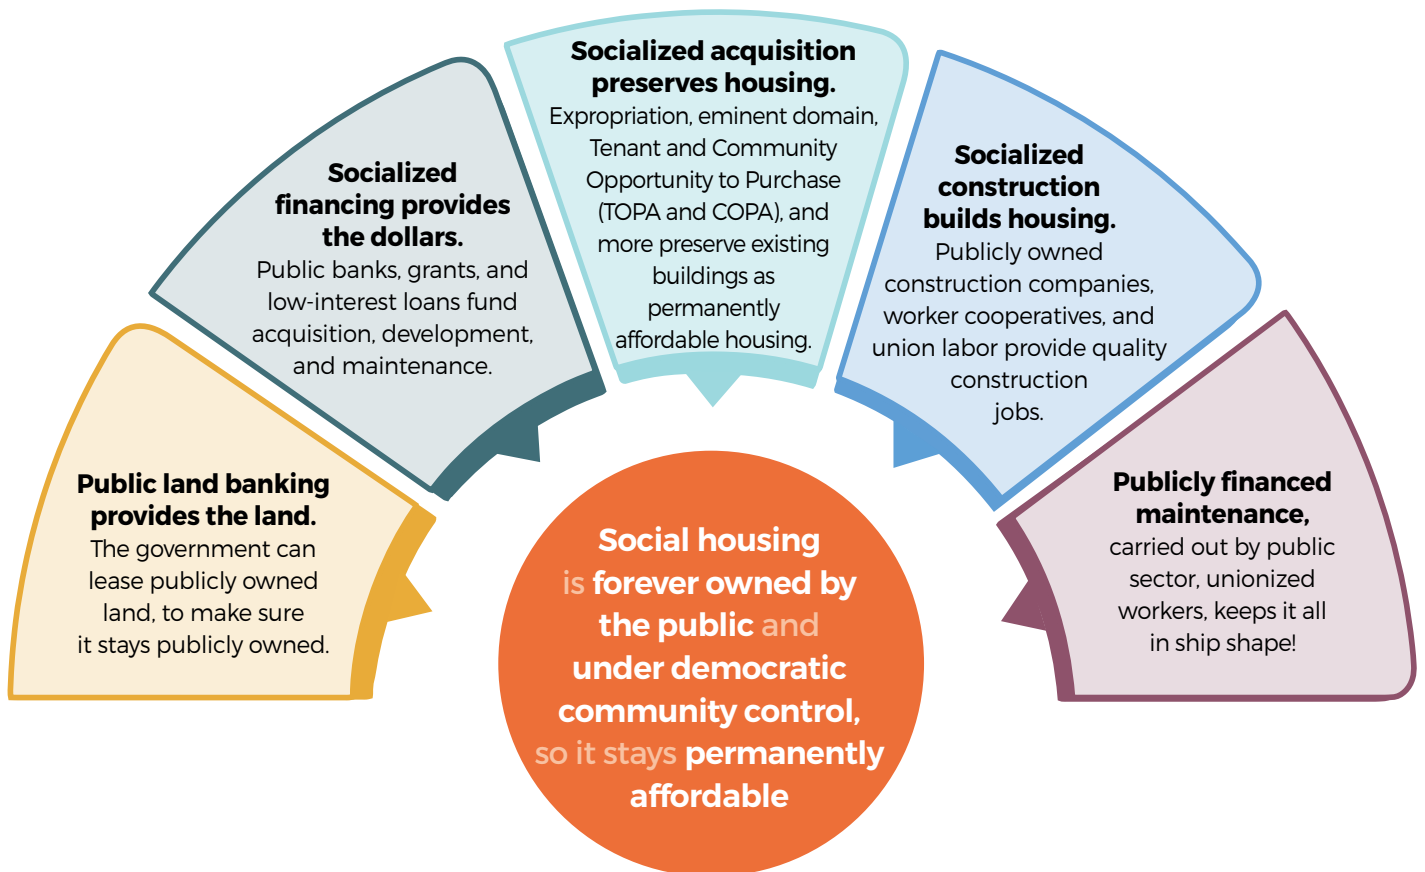 Public land banking
provides the land.
The government can
lease publicly owned
land, to make sure
it stays publicly owned.
Socialized
financing provides
the dollars.
Public banks, grants, and
low-interest loans fund
acquisition, development,
and maintenance.
Socialized acquisition
preserves housing.
Expropriation, eminent domain,
Tenant and Community
Opportunity to Purchase
(TOPA and COPA), and
more preserve existing
buildings as
permanently
affordable housing.
Socialized
construction
builds housing.
Publicly owned
construction companies,
worker cooperatives, and
union labor provide quality
construction
jobs.
Publicly financed
maintenance,
carried out by public
sector, unionized
workers, keeps it all
in ship shape!
Social housing
is forever owned by
the public and
under democratic
community control,
so it stays permanently
affordable